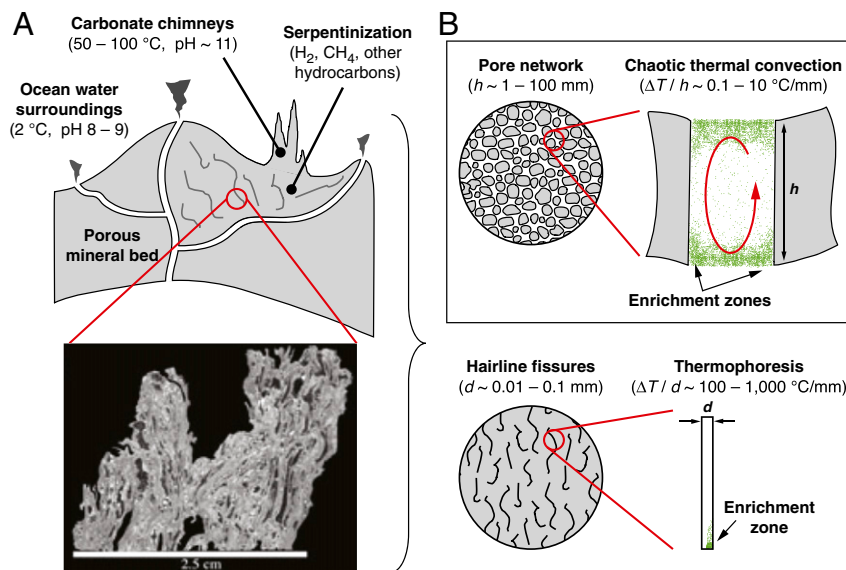 A
Carbonate chimneys
(50 – 100 °C, pH ~ 11)
Serpentinization
(H₂, CH₄, other
hydrocarbons)
Ocean water
surroundings
(2 °C, pH 8 – 9)
Porous
mineral bed
2.5 cm
B
Pore network
(h ~ 1 – 100 mm)
Chaotic thermal convection
(ΔT / h ~ 0.1 – 10 °C/mm)
h
Enrichment zones
Hairline fissures
(d ~ 0.01 – 0.1 mm)
Thermophoresis
(ΔT / d ~ 100 – 1,000 °C/mm)
d
Enrichment
zone